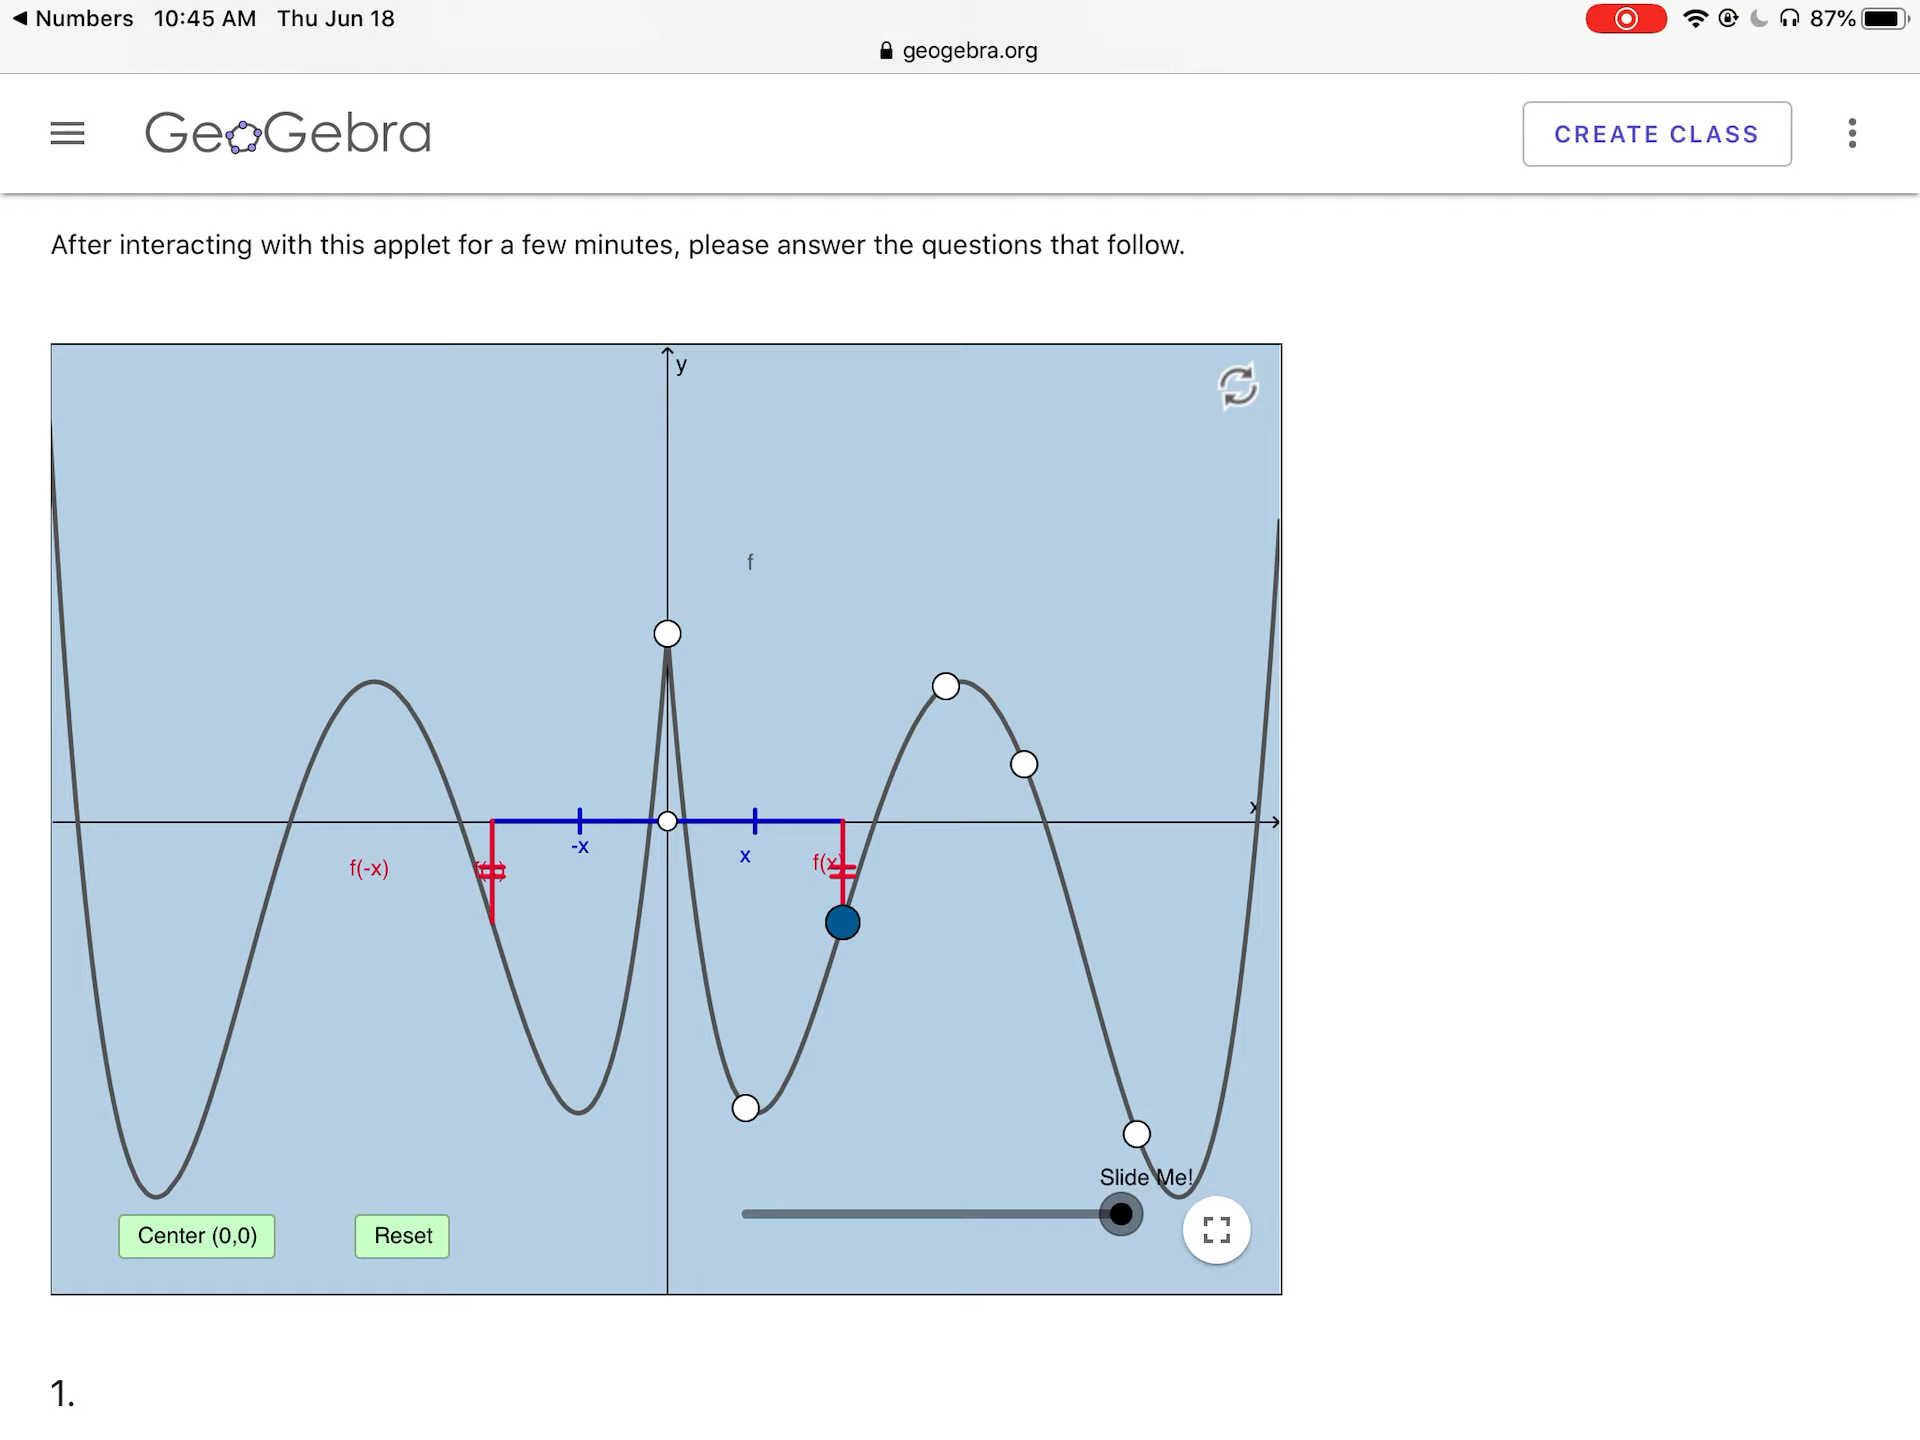 Numbers 10:45 AM Thu Jun 18 87%
geogebra.org
GeoGebra CREATE CLASS
After interacting with this applet for a few minutes, please answer the questions that follow.
y
f
x
-x
x
f(x)
f(-x)
Slide Me!
Center (0,0) Reset
1.